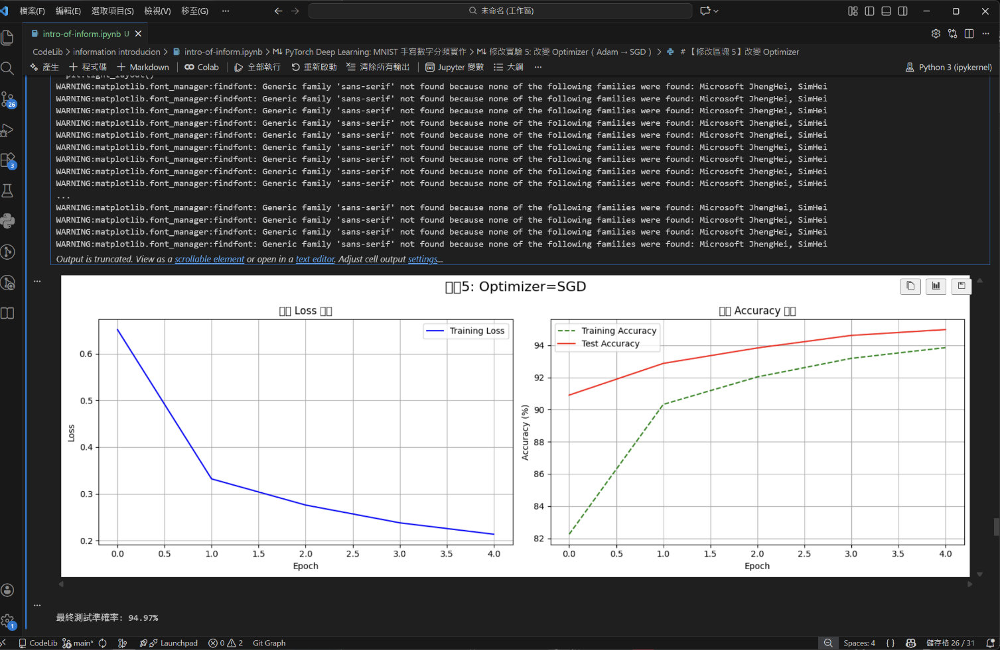 檔案(F) 編輯(E) 選取項目(S) 檢視(V) 移至(G) ··· 未命名 (工作區)
intro-of-inform.ipynb U
CodeLib > information introducion > intro-of-inform.ipynb > M↓ PyTorch Deep Learning: MNIST 手寫數字分類實作 > M↓ 修改實驗 5: 改變 Optimizer ( Adam → SGD ) > # 【修改區塊 5】改變 Optimizer
產生 + 程式碼 + Markdown Colab 全部執行 重新啟動 清除所有輸出 Jupyter 變數 大綱 ··· Python 3 (ipykernel)
plt.tight_layout()
WARNING:matplotlib.font_manager:findfont: Generic family 'sans-serif' not found because none of the following families were found: Microsoft JhengHei, SimHei
WARNING:matplotlib.font_manager:findfont: Generic family 'sans-serif' not found because none of the following families were found: Microsoft JhengHei, SimHei
WARNING:matplotlib.font_manager:findfont: Generic family 'sans-serif' not found because none of the following families were found: Microsoft JhengHei, SimHei
WARNING:matplotlib.font_manager:findfont: Generic family 'sans-serif' not found because none of the following families were found: Microsoft JhengHei, SimHei
WARNING:matplotlib.font_manager:findfont: Generic family 'sans-serif' not found because none of the following families were found: Microsoft JhengHei, SimHei
WARNING:matplotlib.font_manager:findfont: Generic family 'sans-serif' not found because none of the following families were found: Microsoft JhengHei, SimHei
WARNING:matplotlib.font_manager:findfont: Generic family 'sans-serif' not found because none of the following families were found: Microsoft JhengHei, SimHei
WARNING:matplotlib.font_manager:findfont: Generic family 'sans-serif' not found because none of the following families were found: Microsoft JhengHei, SimHei
WARNING:matplotlib.font_manager:findfont: Generic family 'sans-serif' not found because none of the following families were found: Microsoft JhengHei, SimHei
...
WARNING:matplotlib.font_manager:findfont: Generic family 'sans-serif' not found because none of the following families were found: Microsoft JhengHei, SimHei
WARNING:matplotlib.font_manager:findfont: Generic family 'sans-serif' not found because none of the following families were found: Microsoft JhengHei, SimHei
WARNING:matplotlib.font_manager:findfont: Generic family 'sans-serif' not found because none of the following families were found: Microsoft JhengHei, SimHei
WARNING:matplotlib.font_manager:findfont: Generic family 'sans-serif' not found because none of the following families were found: Microsoft JhengHei, SimHei
Output is truncated. View as a scrollable element or open in a text editor. Adjust cell output settings...
26
3
1
□□5: Optimizer=SGD
□□ Loss □□
Training Loss
0.6
0.5
0.4
0.3
0.2
Loss
0.0 0.5 1.0 1.5 2.0 2.5 3.0 3.5 4.0
Epoch
□□ Accuracy □□
Training Accuracy
Test Accuracy
94
92
90
88
86
84
82
Accuracy (%)
0.0 0.5 1.0 1.5 2.0 2.5 3.0 3.5 4.0
Epoch
最終測試準確率: 94.97%
CodeLib main* Launchpad 0 2 Git Graph Spaces: 4 { } 儲存格 26 / 31